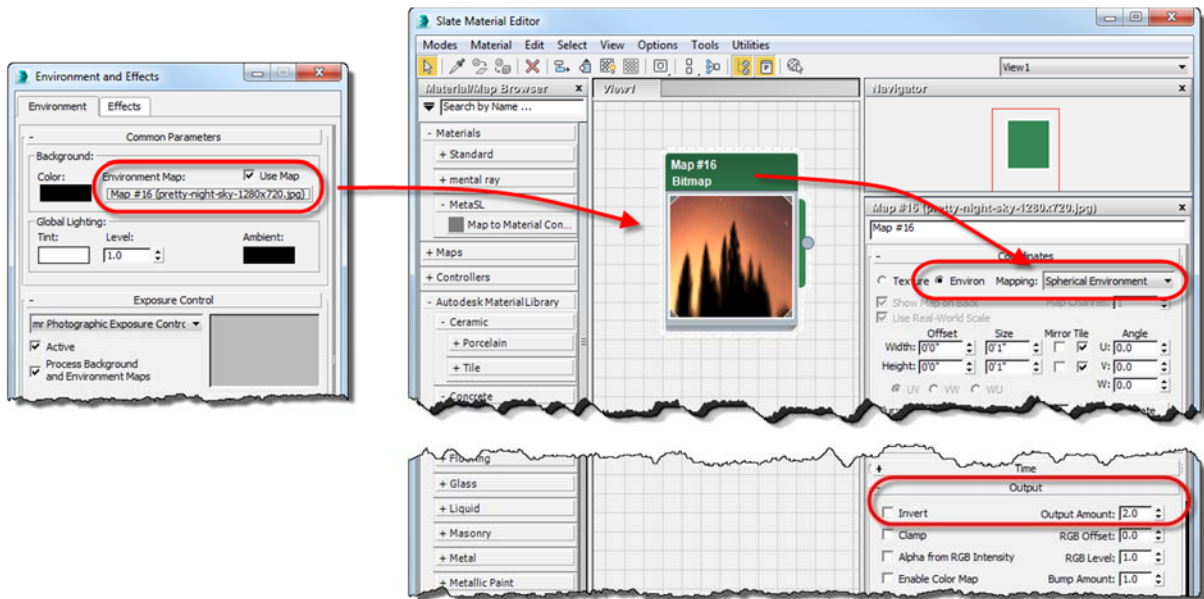 Environment and Effects
Environment
Effects
- Common Parameters
Background:
Color:
Environment Map:
Use Map
Map #16 (pretty-night-sky-1280x720.jpg)
Global Lighting:
Tint:
Level:
Ambient:
1.0
- Exposure Control
mr Photographic Exposure Contrc
Active
Process Background
and Environment Maps
Slate Material Editor
Modes Material Edit Select View Options Tools Utilities
View1
Material/Map Browser x
Search by Name ...
- Materials
+ Standard
+ mental ray
- MetaSL
Map to Material Con...
+ Maps
+ Controllers
- Autodesk Material Library
- Ceramic
+ Porcelain
+ Tile
- Concrete
+ Flooring
+ Glass
+ Liquid
+ Masonry
+ Metal
+ Metallic Paint
View1
Map #16
Bitmap
Navigator x
Map #16 (pretty-night-sky-1280x720.jpg) x
Map #16
- Coordinates
Texture Environ Mapping: Spherical Environment
Show Map on Back Map Channel: 1
Use Real-World Scale
Offset Size Mirror Tile Angle
Width: 0'0" 0'1" U: 0.0
Height: 0'0" 0'1" V: 0.0
W: 0.0
UV VW WU
+ Time
- Output
Invert Output Amount: 2.0
Clamp RGB Offset: 0.0
Alpha from RGB Intensity RGB Level: 1.0
Enable Color Map Bump Amount: 1.0